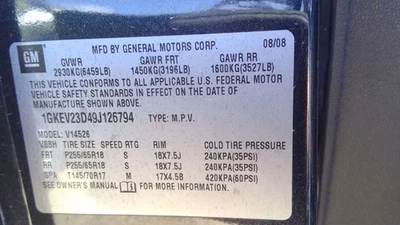 GM
MFD BY GENERAL MOTORS CORP. 08/08
GVWR GAWR FRT GAWR RR
2930KG(6459LB) 1450KG(3196LB) 1600KG(3527LB)
THIS VEHICLE CONFORMS TO ALL APPLICABLE U.S. FEDERAL MOTOR
VEHICLE SAFETY STANDARDS IN EFFECT ON THE DATE OF
MANUFACTURE SHOWN ABOVE.
1GKEV23D49J126794 TYPE: M.P.V.
MODEL: V14526
VBBH TIRE SIZE SPEED RTG RIM COLD TIRE PRESSURE
FRT P255/65R18 S 18X7.5J 240KPA(35PSI)
RR P255/65R18 S 18X7.5J 240KPA(35PSI)
SPA T145/70R17 M 17X4.5B 420KPA(60PSI)
SEE OWNER'S MANUAL FOR MORE INFORMATION.